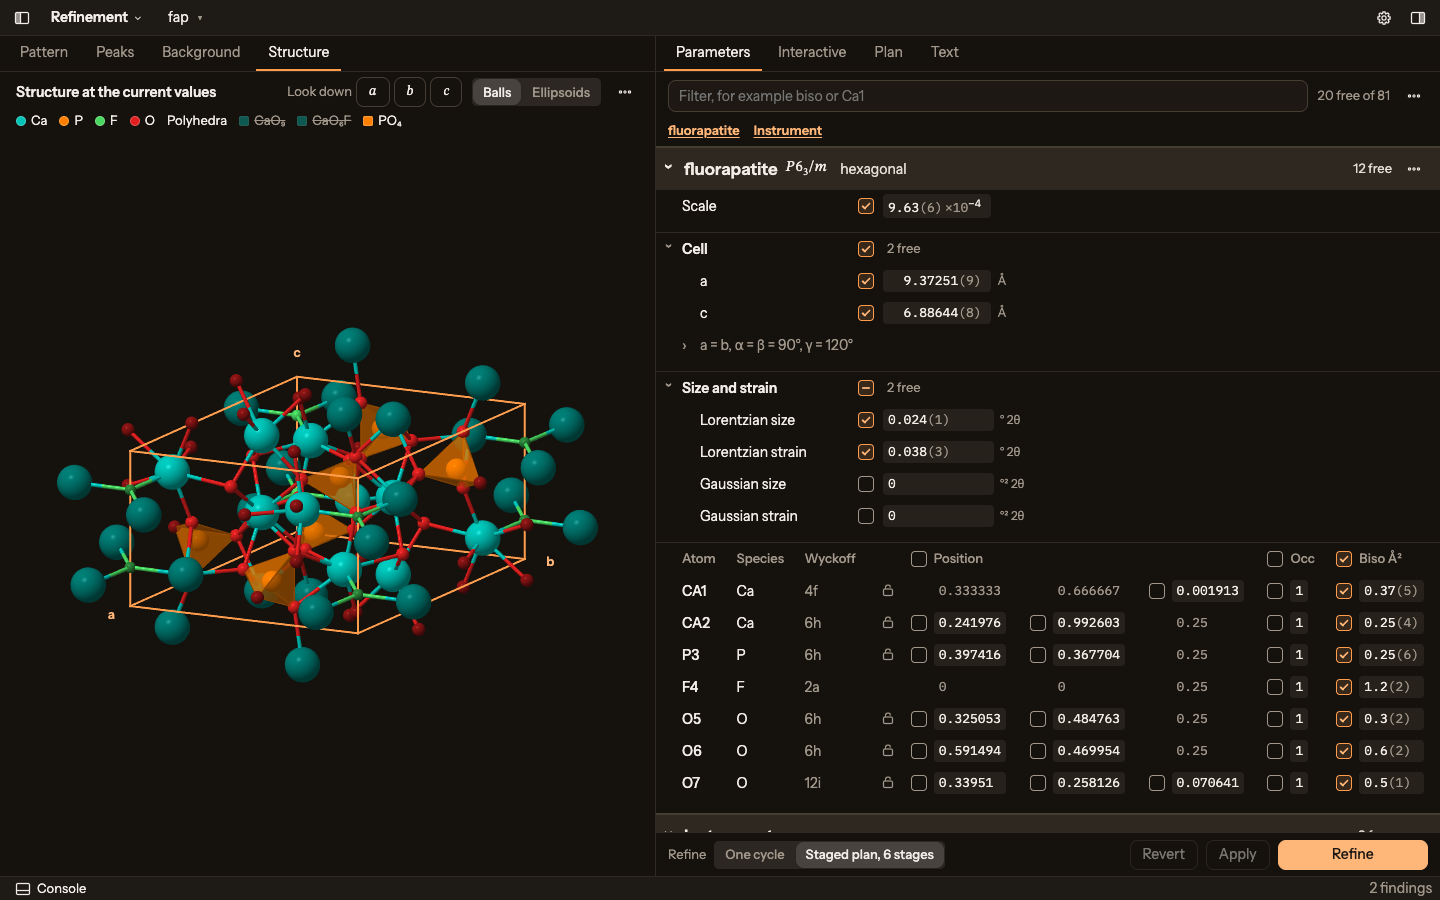 Refinement fap
Pattern Peaks Background Structure
Parameters Interactive Plan Text
Structure at the current values Look down a b c Balls Ellipsoids
Ca P F O Polyhedra CaO₉ CaO₆F PO₄
c
b
a
Filter, for example biso or Ca1 20 free of 81
fluorapatite Instrument
fluorapatite P6₃/m hexagonal 12 free
Scale 9.63(6) ×10⁻⁴
Cell 2 free
a 9.37251(9) Å
c 6.88644(8) Å
a = b, α = β = 90°, γ = 120°
Size and strain 2 free
Lorentzian size 0.024(1) °2θ
Lorentzian strain 0.038(3) °2θ
Gaussian size 0 °² 2θ
Gaussian strain 0 °² 2θ
Atom Species Wyckoff Position Occ Biso Å²
CA1 Ca 4f 0.333333 0.666667 0.001913 1 0.37(5)
CA2 Ca 6h 0.241976 0.992603 0.25 1 0.25(4)
P3 P 6h 0.397416 0.367704 0.25 1 0.25(6)
F4 F 2a 0 0 0.25 1 1.2(2)
O5 O 6h 0.325053 0.484763 0.25 1 0.3(2)
O6 O 6h 0.591494 0.469954 0.25 1 0.6(2)
O7 O 12i 0.33951 0.258126 0.070641 1 0.5(1)
Refine One cycle Staged plan, 6 stages Revert Apply Refine
Console 2 findings